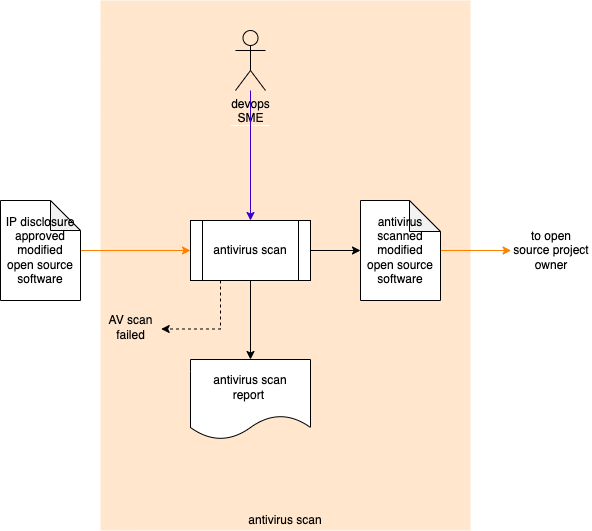 devops
SME
IP disclosure
approved
modified
open source
software
antivirus scan
antivirus
scanned
modified
open source
software
to open
source project
owner
AV scan
failed
antivirus scan
report
antivirus scan